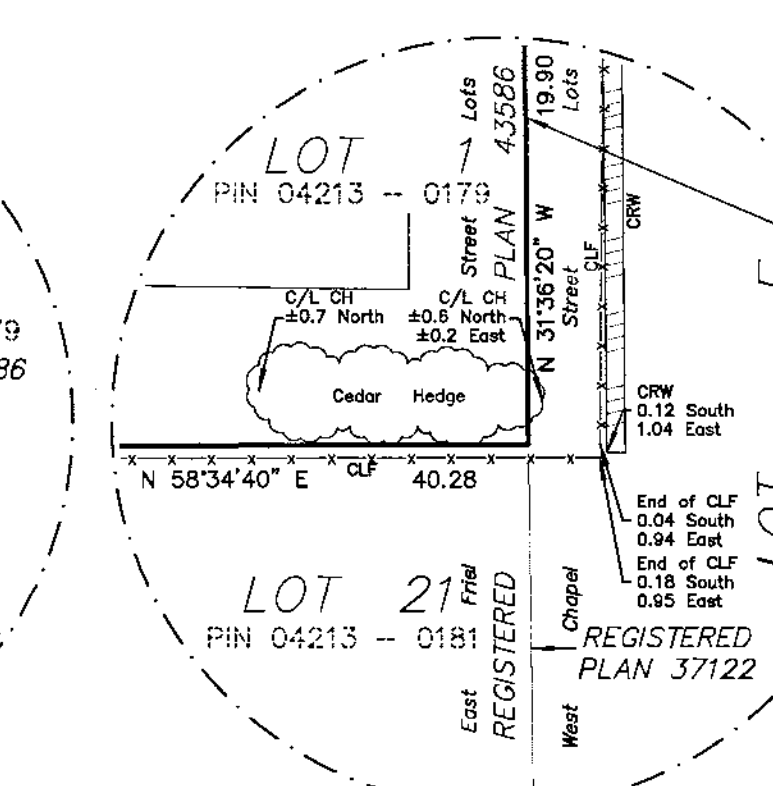 LOT 1
PIN 04213 -- 0179
Street Lots
PLAN 43586
19.90
Lots
N 31°36'20" W
Street
CLF
CRW
C/L CH
±0.7 North
C/L CH
±0.6 North
±0.2 East
Cedar Hedge
CRW
0.12 South
1.04 East
CLF
N 58°34'40" E 40.28
End of CLF
0.04 South
0.94 East
End of CLF
0.18 South
0.95 East
LOT 21
PIN 04213 -- 0181
East Friel
REGISTERED
West Chapel
REGISTERED
PLAN 37122
LOT
9
86